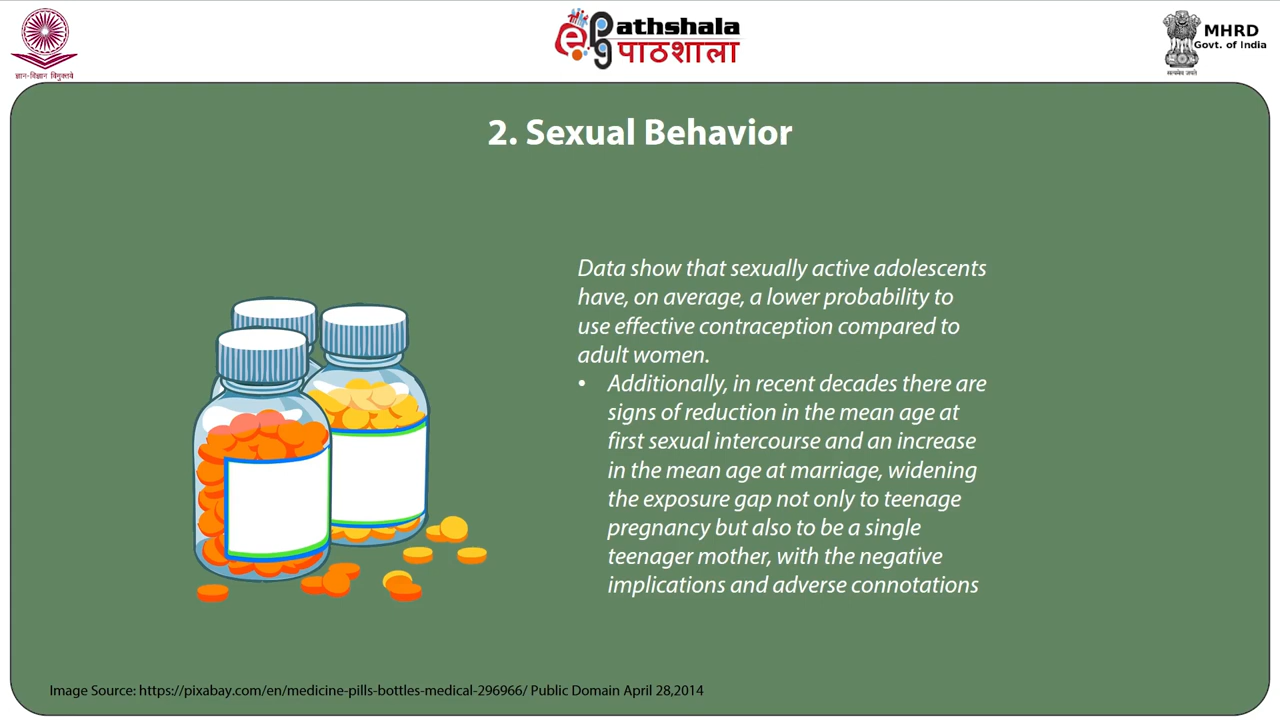 ज्ञान-विज्ञान विमुक्तये
ePathshala
पाठशाला
MHRD
Govt. of India
सत्यमेव जयते
2. Sexual Behavior
Data show that sexually active adolescents
have, on average, a lower probability to
use effective contraception compared to
adult women.
• Additionally, in recent decades there are
signs of reduction in the mean age at
first sexual intercourse and an increase
in the mean age at marriage, widening
the exposure gap not only to teenage
pregnancy but also to be a single
teenager mother, with the negative
implications and adverse connotations
Image Source: https://pixabay.com/en/medicine-pills-bottles-medical-296966/ Public Domain April 28,2014